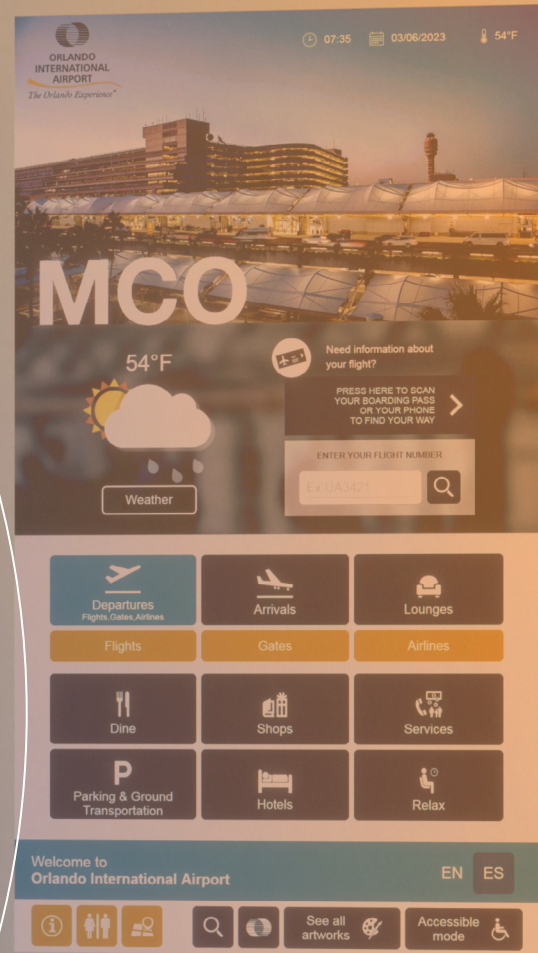 ORLANDO
INTERNATIONAL
AIRPORT
The Orlando Experience®
07:35 03/06/2023 54°F
MCO
54°F
Weather
Need information about
your flight?
PRESS HERE TO SCAN
YOUR BOARDING PASS
OR YOUR PHONE
TO FIND YOUR WAY
ENTER YOUR FLIGHT NUMBER
Ex:UA3421
Departures
Flights,Gates,Airlines
Arrivals
Lounges
Flights
Gates
Airlines
Dine
Shops
Services
P
Parking & Ground
Transportation
Hotels
Relax
Welcome to
Orlando International Airport
EN ES
See all
artworks
Accessible
mode